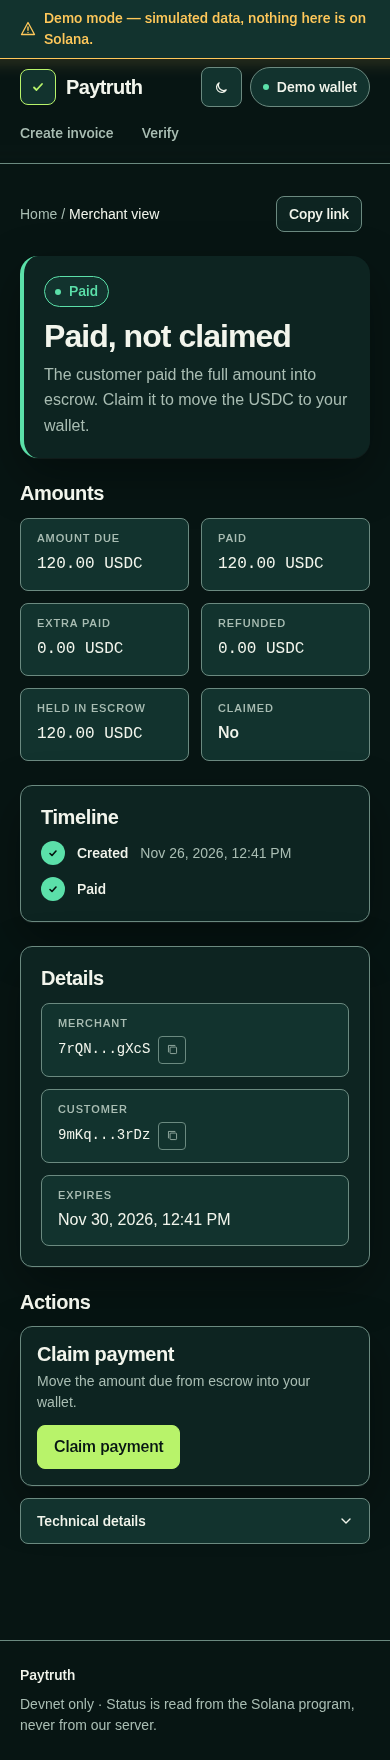 Demo mode — simulated data, nothing here is on
Solana.
Paytruth
Demo wallet
Create invoice
Verify
Home / Merchant view
Copy link
Paid
Paid, not claimed
The customer paid the full amount into
escrow. Claim it to move the USDC to your
wallet.
Amounts
AMOUNT DUE
120.00 USDC
PAID
120.00 USDC
EXTRA PAID
0.00 USDC
REFUNDED
0.00 USDC
HELD IN ESCROW
120.00 USDC
CLAIMED
No
Timeline
Created Nov 26, 2026, 12:41 PM
Paid
Details
MERCHANT
7rQN...gXcS
CUSTOMER
9mKq...3rDz
EXPIRES
Nov 30, 2026, 12:41 PM
Actions
Claim payment
Move the amount due from escrow into your
wallet.
Claim payment
Technical details
Paytruth
Devnet only · Status is read from the Solana program,
never from our server.